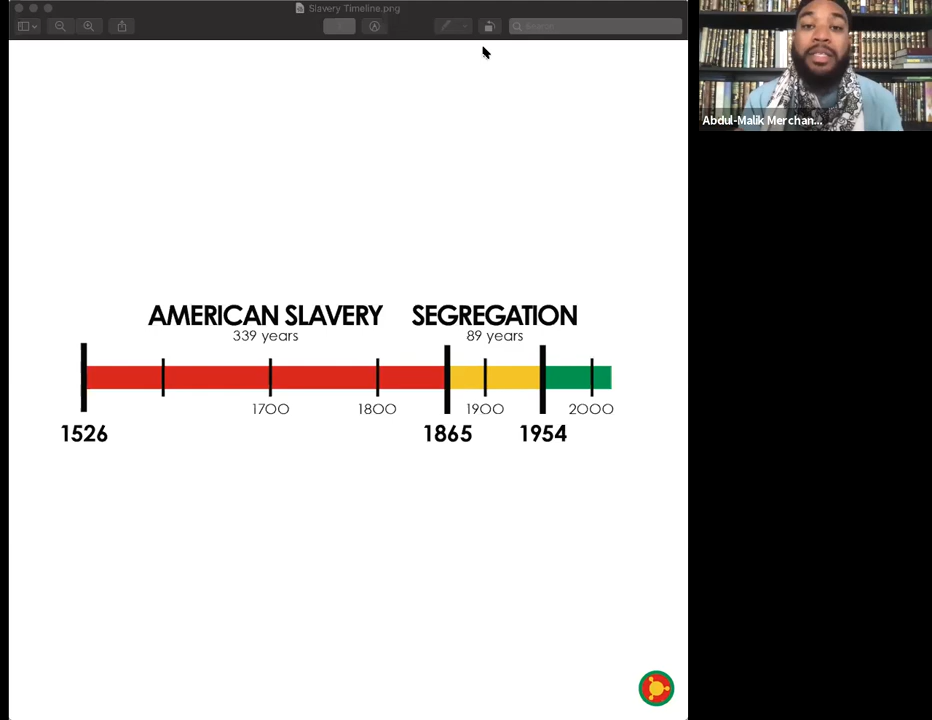 Slavery Timeline.png
Search
Abdul-Malik Merchan...
AMERICAN SLAVERY SEGREGATION
339 years 89 years
1700 1800 1900 2000
1526 1865 1954